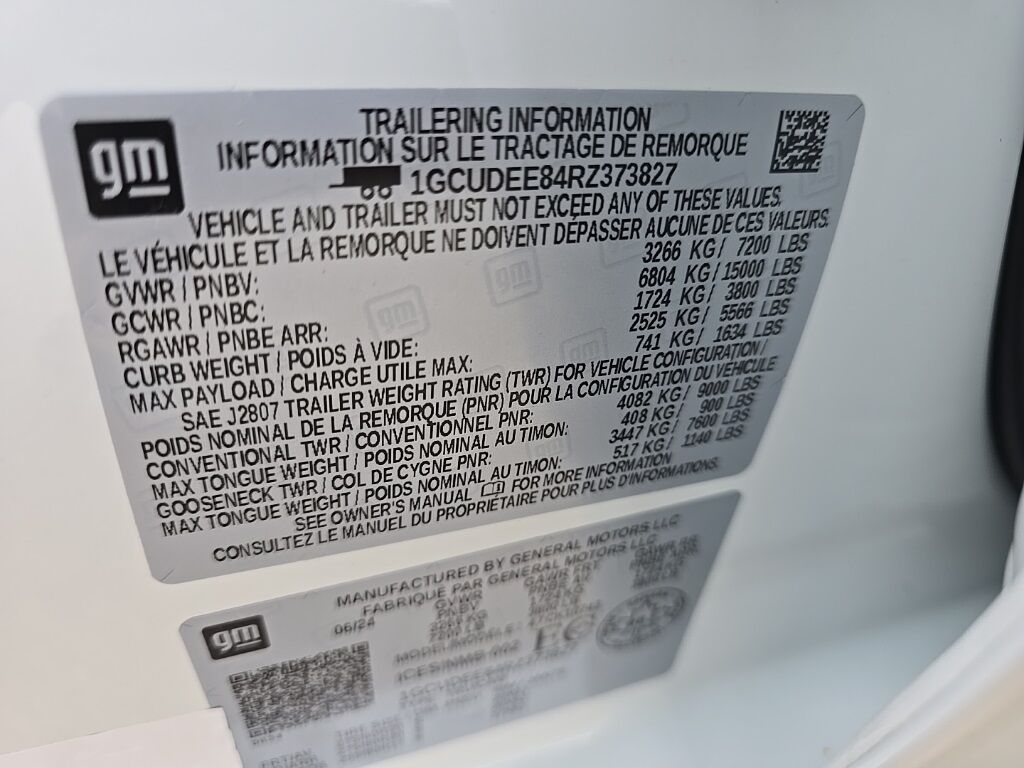 gm
TRAILERING INFORMATION
INFORMATION SUR LE TRACTAGE DE REMORQUE
1GCUDEE84RZ373827
VEHICLE AND TRAILER MUST NOT EXCEED ANY OF THESE VALUES.
LE VÉHICULE ET LA REMORQUE NE DOIVENT DÉPASSER AUCUNE DE CES VALEURS.
GVWR / PNBV: 3266 KG/ 7200 LBS
GCWR / PNBC: 6804 KG/15000 LBS
RGAWR / PNBE ARR: 1724 KG/ 3800 LBS
CURB WEIGHT / POIDS À VIDE: 2525 KG/ 5566 LBS
MAX PAYLOAD / CHARGE UTILE MAX: 741 KG/ 1634 LBS
SAE J2807 TRAILER WEIGHT RATING (TWR) FOR VEHICLE CONFIGURATION /
POIDS NOMINAL DE LA REMORQUE (PNR) POUR LA CONFIGURATION DU VÉHICULE
CONVENTIONAL TWR / CONVENTIONNEL PNR: 4082 KG/ 9000 LBS
MAX TONGUE WEIGHT / POIDS NOMINAL AU TIMON: 408 KG/ 900 LBS
GOOSENECK TWR / COL DE CYGNE PNR: 3447 KG/ 7600 LBS
MAX TONGUE WEIGHT / POIDS NOMINAL AU TIMON: 517 KG/ 1140 LBS
SEE OWNER'S MANUAL FOR MORE INFORMATION
CONSULTEZ LE MANUEL DU PROPRIÉTAIRE POUR PLUS D'INFORMATIONS.
gm
MANUFACTURED BY GENERAL MOTORS LLC
FABRIQUE PAR GENERAL MOTORS LLC
06/24
GVWR
PNBV
GAWR FRT